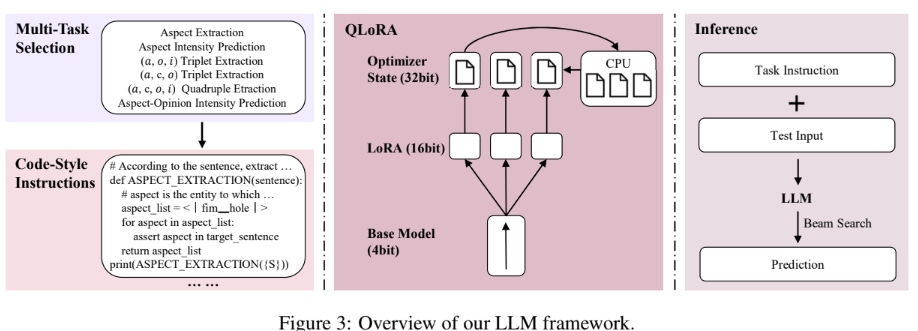 Multi-Task
Selection
Aspect Extraction
Aspect Intensity Prediction
(a, o, i) Triplet Extraction
(a, c, o) Triplet Extraction
(a, c, o, i) Quadruple Etraction
Aspect-Opinion Intensity Prediction
Code-Style
Instructions
# According to the sentence, extract …
def ASPECT_EXTRACTION(sentence):
# aspect is the entity to which …
aspect_list = <|fim__hole|>
for aspect in aspect_list:
assert aspect in target_sentence
return aspect_list
print(ASPECT_EXTRACTION({S}))
… …
QLoRA
Optimizer
State (32bit)
CPU
LoRA (16bit)
Base Model
(4bit)
Inference
Task Instruction
+
Test Input
LLM
Beam Search
Prediction
Figure 3: Overview of our LLM framework.